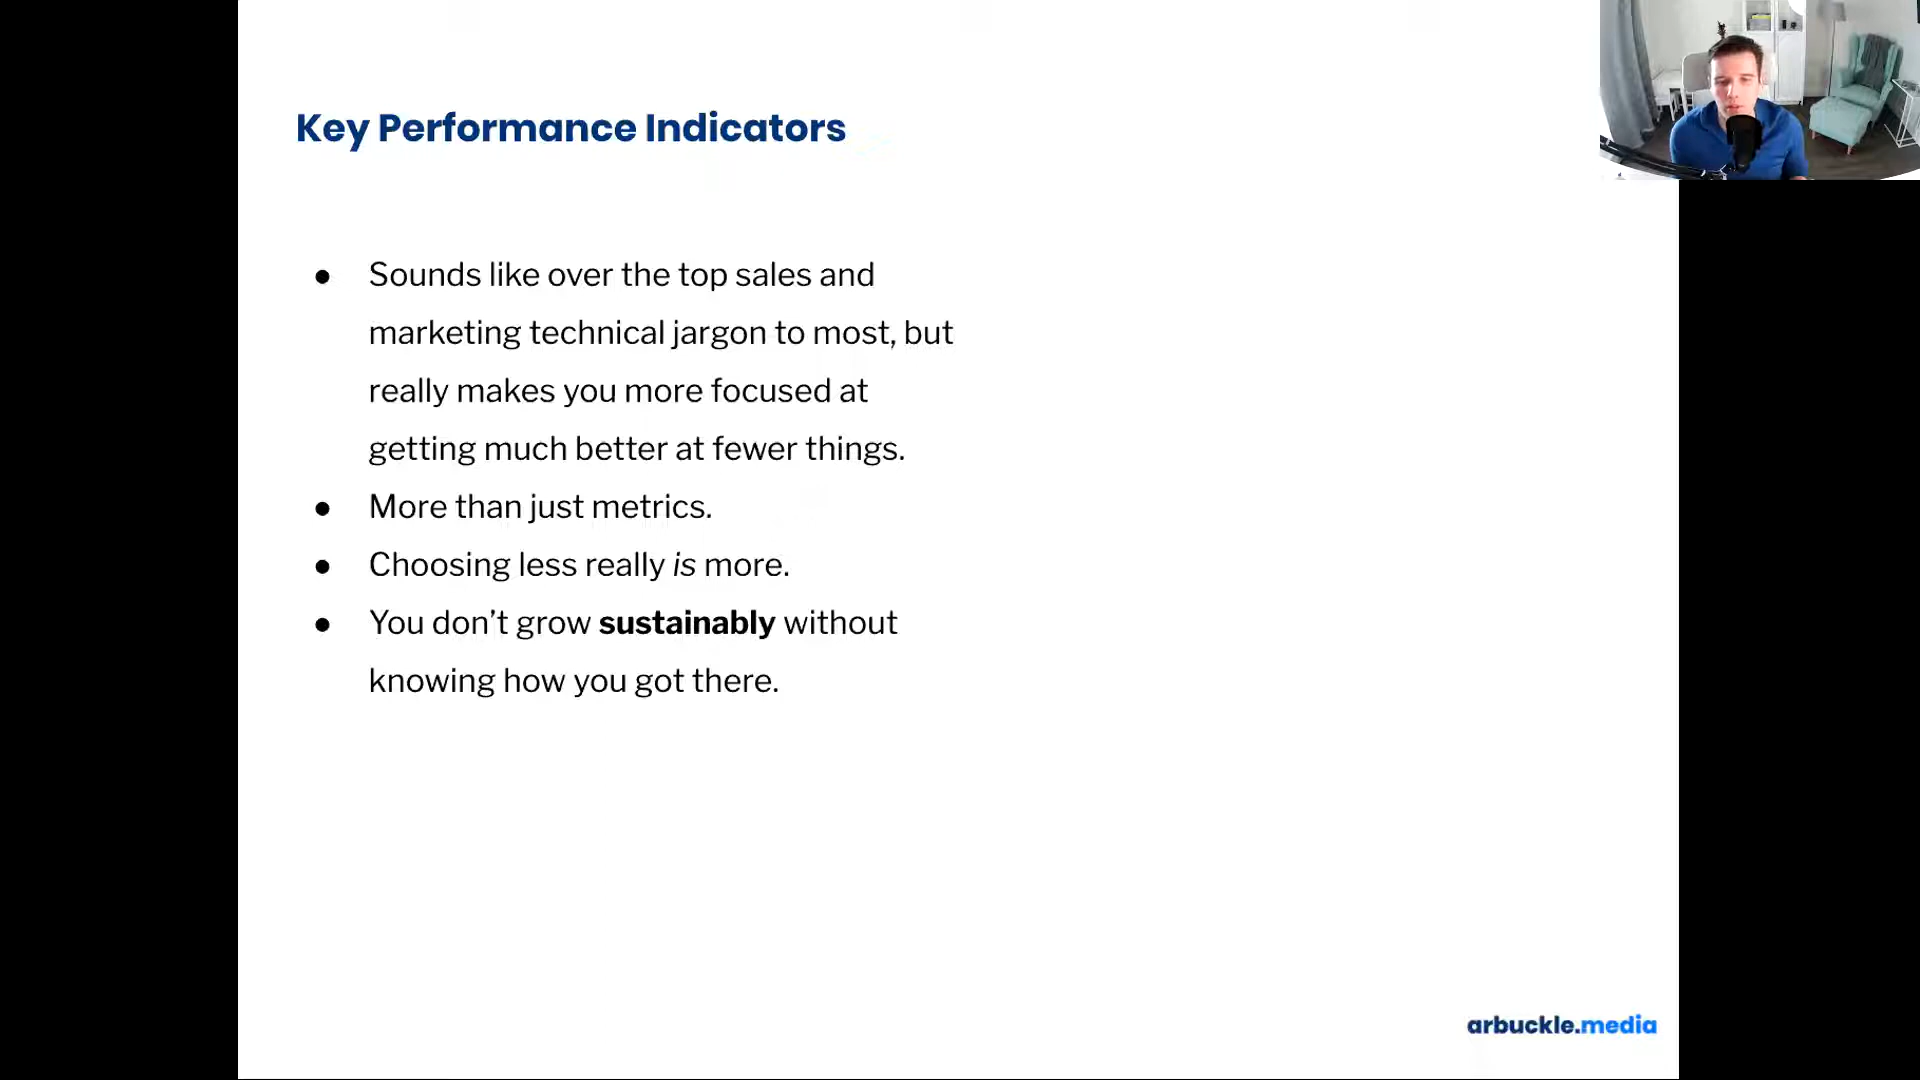 Key Performance Indicators
● Sounds like over the top sales and
marketing technical jargon to most, but
really makes you more focused at
getting much better at fewer things.
● More than just metrics.
● Choosing less really is more.
● You don’t grow sustainably without
knowing how you got there.
arbuckle.media